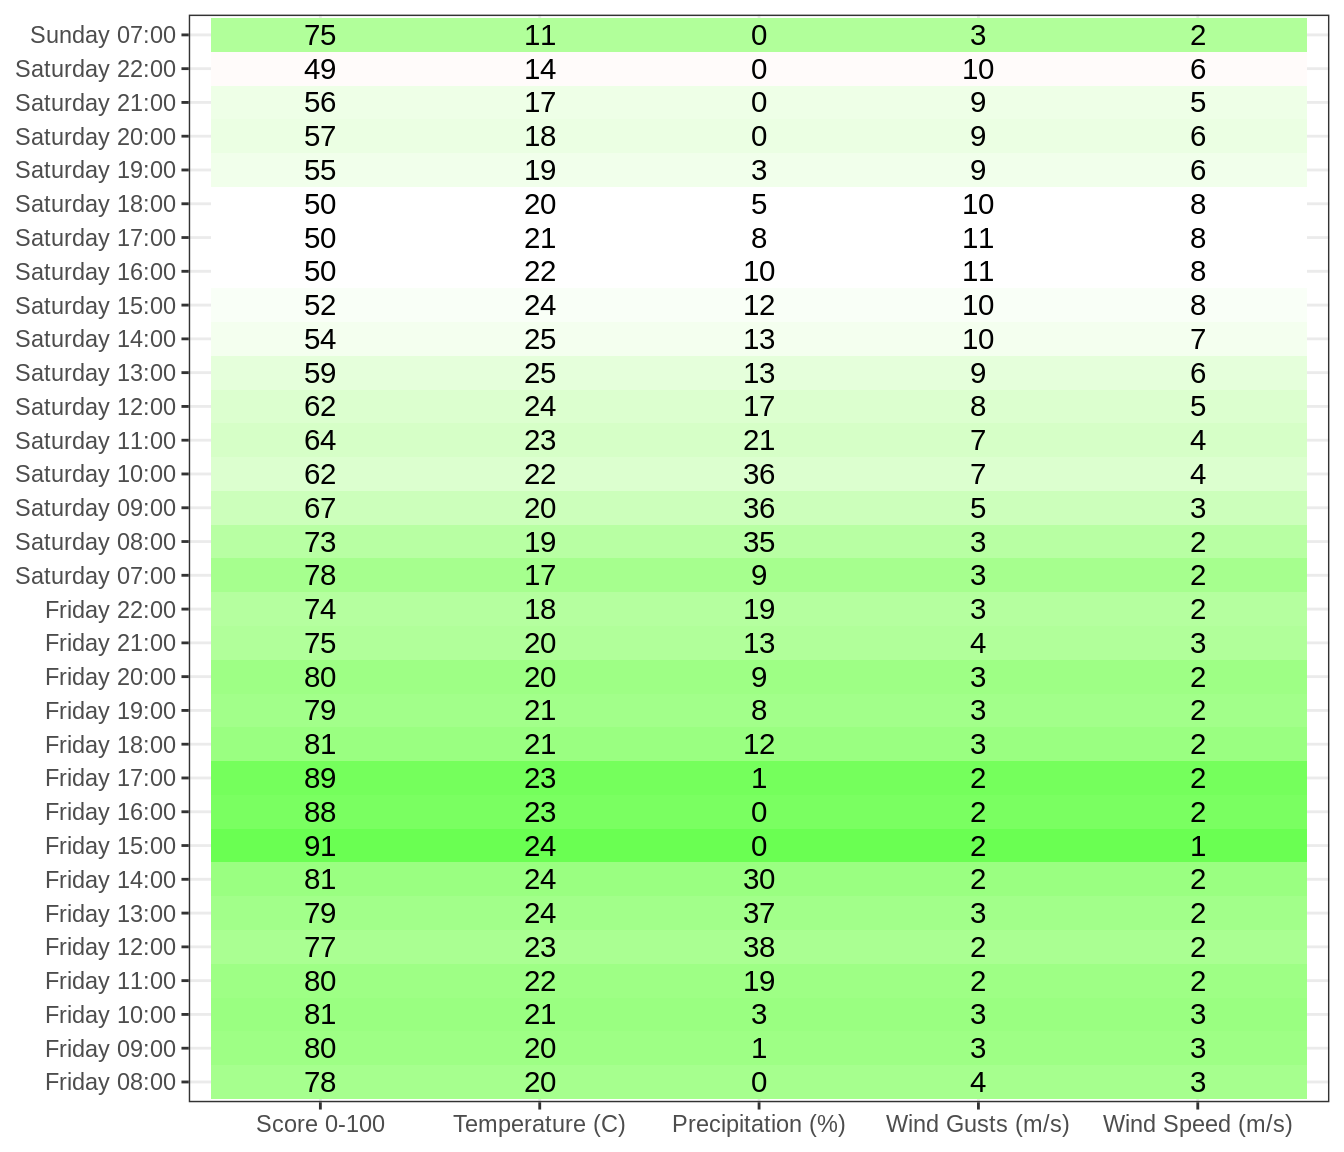 Sunday 07:00 75 11 0 3 2
Saturday 22:00 49 14 0 10 6
Saturday 21:00 56 17 0 9 5
Saturday 20:00 57 18 0 9 6
Saturday 19:00 55 19 3 9 6
Saturday 18:00 50 20 5 10 8
Saturday 17:00 50 21 8 11 8
Saturday 16:00 50 22 10 11 8
Saturday 15:00 52 24 12 10 8
Saturday 14:00 54 25 13 10 7
Saturday 13:00 59 25 13 9 6
Saturday 12:00 62 24 17 8 5
Saturday 11:00 64 23 21 7 4
Saturday 10:00 62 22 36 7 4
Saturday 09:00 67 20 36 5 3
Saturday 08:00 73 19 35 3 2
Saturday 07:00 78 17 9 3 2
Friday 22:00 74 18 19 3 2
Friday 21:00 75 20 13 4 3
Friday 20:00 80 20 9 3 2
Friday 19:00 79 21 8 3 2
Friday 18:00 81 21 12 3 2
Friday 17:00 89 23 1 2 2
Friday 16:00 88 23 0 2 2
Friday 15:00 91 24 0 2 1
Friday 14:00 81 24 30 2 2
Friday 13:00 79 24 37 3 2
Friday 12:00 77 23 38 2 2
Friday 11:00 80 22 19 2 2
Friday 10:00 81 21 3 3 3
Friday 09:00 80 20 1 3 3
Friday 08:00 78 20 0 4 3
Score 0-100 Temperature (C) Precipitation (%) Wind Gusts (m/s) Wind Speed (m/s)